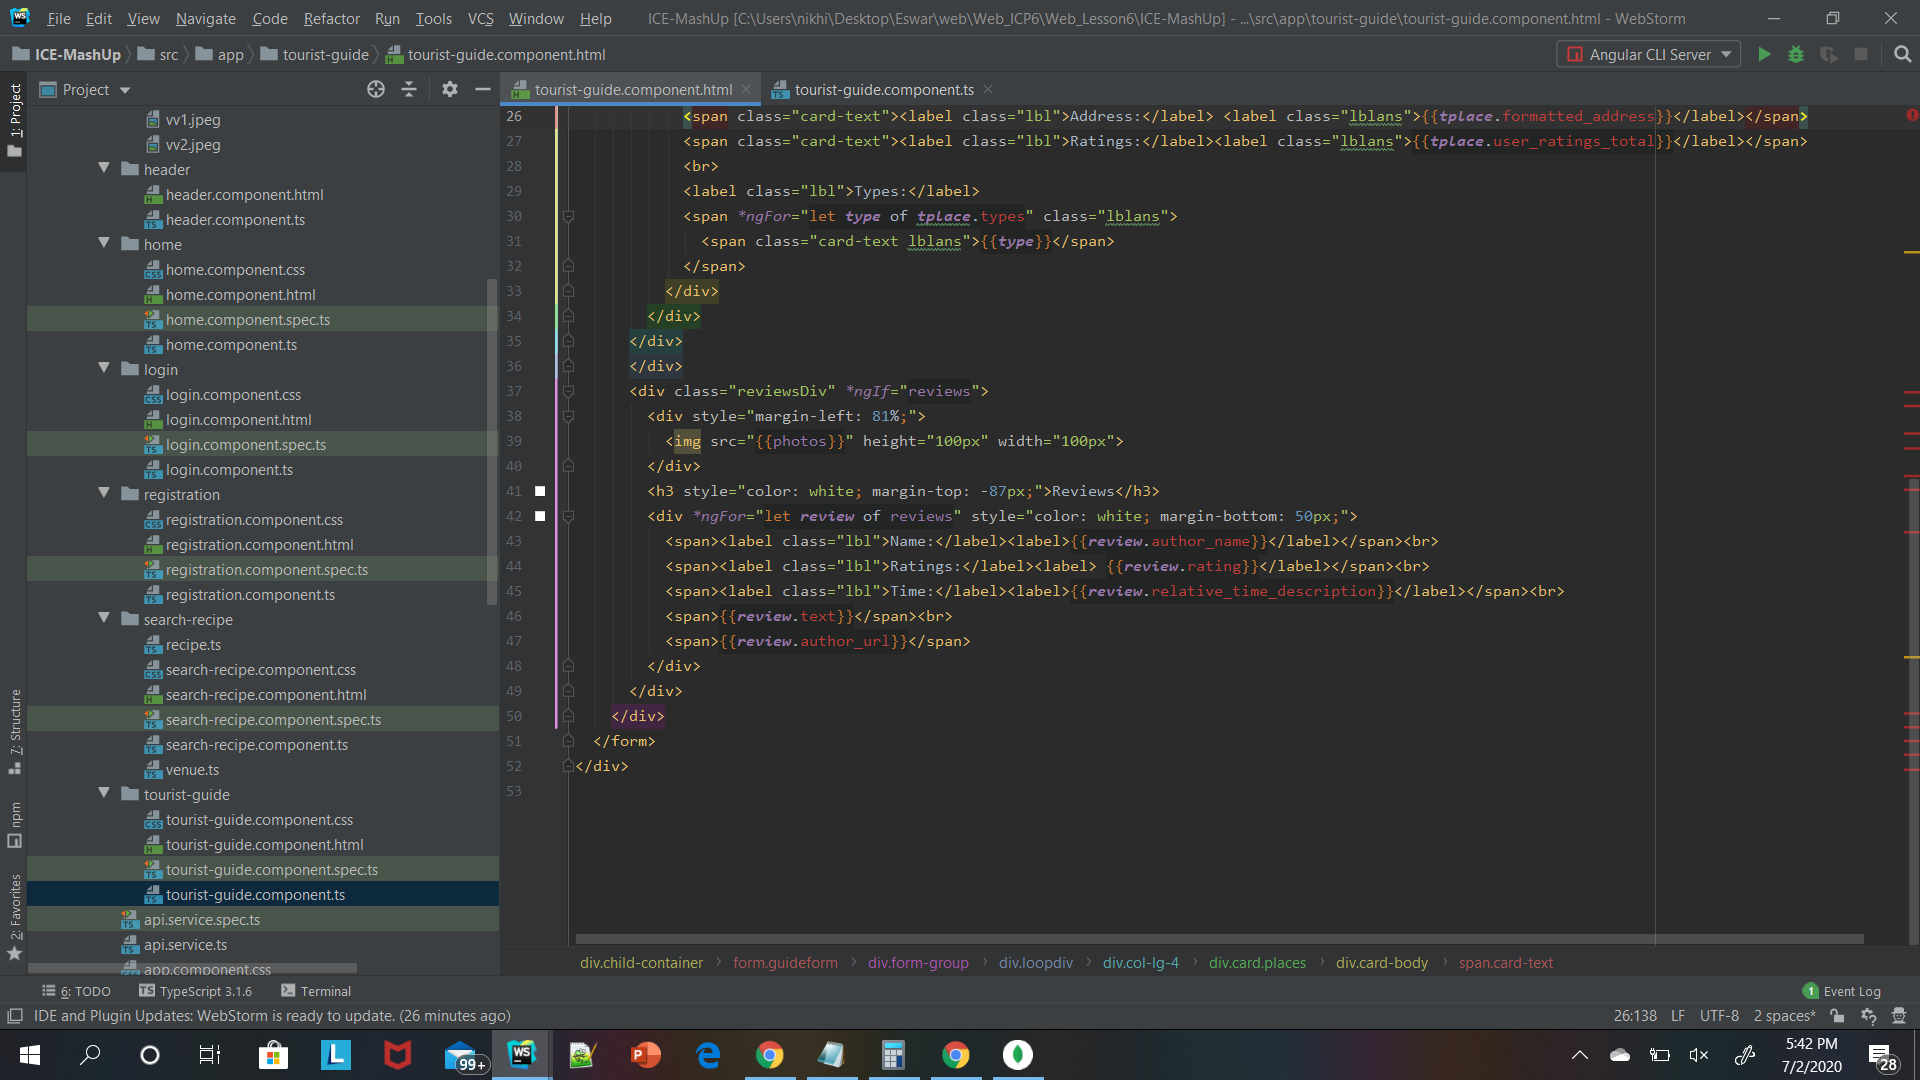 File Edit View Navigate Code Refactor Run Tools VCS Window Help ICE-MashUp [C:\Users\nikhi\Desktop\Eswar\web\Web_ICP6\Web_Lesson6\ICE-MashUp] - ...\src\app\tourist-guide\tourist-guide.component.html - WebStorm
ICE-MashUp src app tourist-guide tourist-guide.component.html Angular CLI Server
Project
tourist-guide.component.html tourist-guide.component.ts
1: Project
7: Structure
npm
2: Favorites
vv1.jpeg
vv2.jpeg
header
header.component.html
header.component.ts
home
home.component.css
home.component.html
home.component.spec.ts
home.component.ts
login
login.component.css
login.component.html
login.component.spec.ts
login.component.ts
registration
registration.component.css
registration.component.html
registration.component.spec.ts
registration.component.ts
search-recipe
recipe.ts
search-recipe.component.css
search-recipe.component.html
search-recipe.component.spec.ts
search-recipe.component.ts
venue.ts
tourist-guide
tourist-guide.component.css
tourist-guide.component.html
tourist-guide.component.spec.ts
tourist-guide.component.ts
api.service.spec.ts
api.service.ts
app.component.css
26 <span class="card-text"><label class="lbl">Address:</label> <label class="lblans">{{tplace.formatted_address}}</label></span>
27 <span class="card-text"><label class="lbl">Ratings:</label><label class="lblans">{{tplace.user_ratings_total}}</label></span>
28 <br>
29 <label class="lbl">Types:</label>
30 <span *ngFor="let type of tplace.types" class="lblans">
31 <span class="card-text lblans">{{type}}</span>
32 </span>
33 </div>
34 </div>
35 </div>
36 </div>
37 <div class="reviewsDiv" *ngIf="reviews">
38 <div style="margin-left: 81%;">
39 <img src="{{photos}}" height="100px" width="100px">
40 </div>
41 <h3 style="color: white; margin-top: -87px;">Reviews</h3>
42 <div *ngFor="let review of reviews" style="color: white; margin-bottom: 50px;">
43 <span><label class="lbl">Name:</label><label>{{review.author_name}}</label></span><br>
44 <span><label class="lbl">Ratings:</label><label> {{review.rating}}</label></span><br>
45 <span><label class="lbl">Time:</label><label>{{review.relative_time_description}}</label></span><br>
46 <span>{{review.text}}</span><br>
47 <span>{{review.author_url}}</span>
48 </div>
49 </div>
50 </div>
51 </form>
52 </div>
53
div.child-container form.guideform div.form-group div.loopdiv div.col-lg-4 div.card.places div.card-body span.card-text
6: TODO TypeScript 3.1.6 Terminal 1 Event Log
IDE and Plugin Updates: WebStorm is ready to update. (26 minutes ago) 26:138 LF UTF-8 2 spaces*
99+
5:42 PM
7/2/2020
28